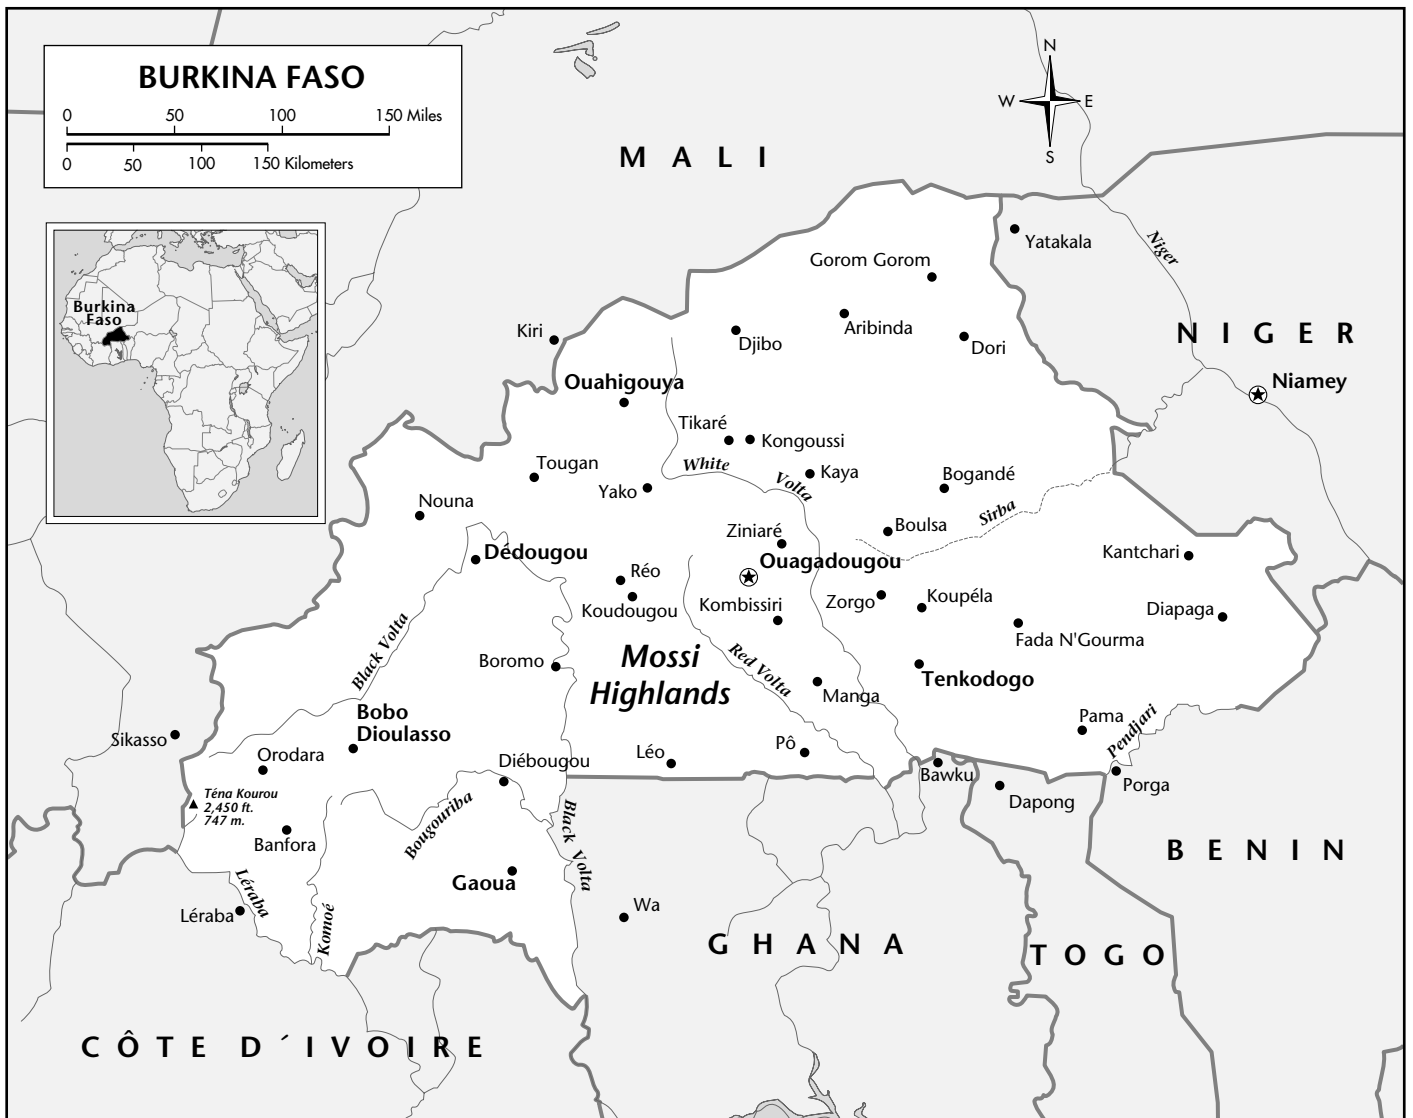 BURKINA FASO
0 50 100 150 Miles
0 50 100 150 Kilometers
N
W E
S
MALI
Burkina
Faso
Yatakala
Niger
Gorom Gorom
Aribinda
Djibo
Dori
NIGER
Niamey
Kiri
Ouahigouya
Tikaré
Kongoussi
White Volta
Kaya
Tougan
Yako
Bogandé
Nouna
Sirba
Boulsa
Ziniaré
Dédougou
Ouagadougou
Kantchari
Réo
Koudougou
Kombissiri
Zorgo
Koupéla
Diapaga
Fada N'Gourma
Black Volta
Boromo
Mossi
Highlands
Red Volta
Tenkodogo
Manga
Bobo
Dioulasso
Pama
Pendjari
Sikasso
Orodara
Léo
Pô
Diébougou
Bawku
Porga
Dapong
Téna Kourou
2,450 ft.
747 m.
Bougouriba
Black Volta
Banfora
BENIN
Gaoua
Léraba
Léraba
Komoé
Wa
GHANA
TOGO
CÔTE D´IVOIRE